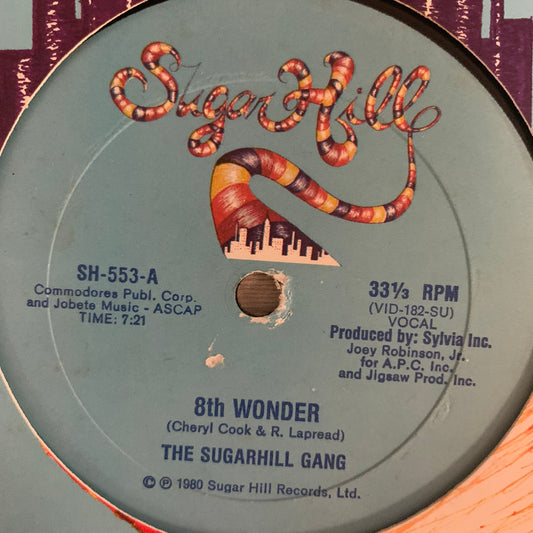 Sugar Hill
SH-553-A
Commodores Publ. Corp.
and Jobete Music - ASCAP
TIME: 7:21
33⅓ RPM
(VID-182-SU)
VOCAL
Produced by: Sylvia Inc.
Joey Robinson, Jr.
for A.P.C. Inc.
and Jigsaw Prod. Inc.
8th WONDER
(Cheryl Cook & R. Lapread)
THE SUGARHILL GANG
© ℗ 1980 Sugar Hill Records, Ltd.